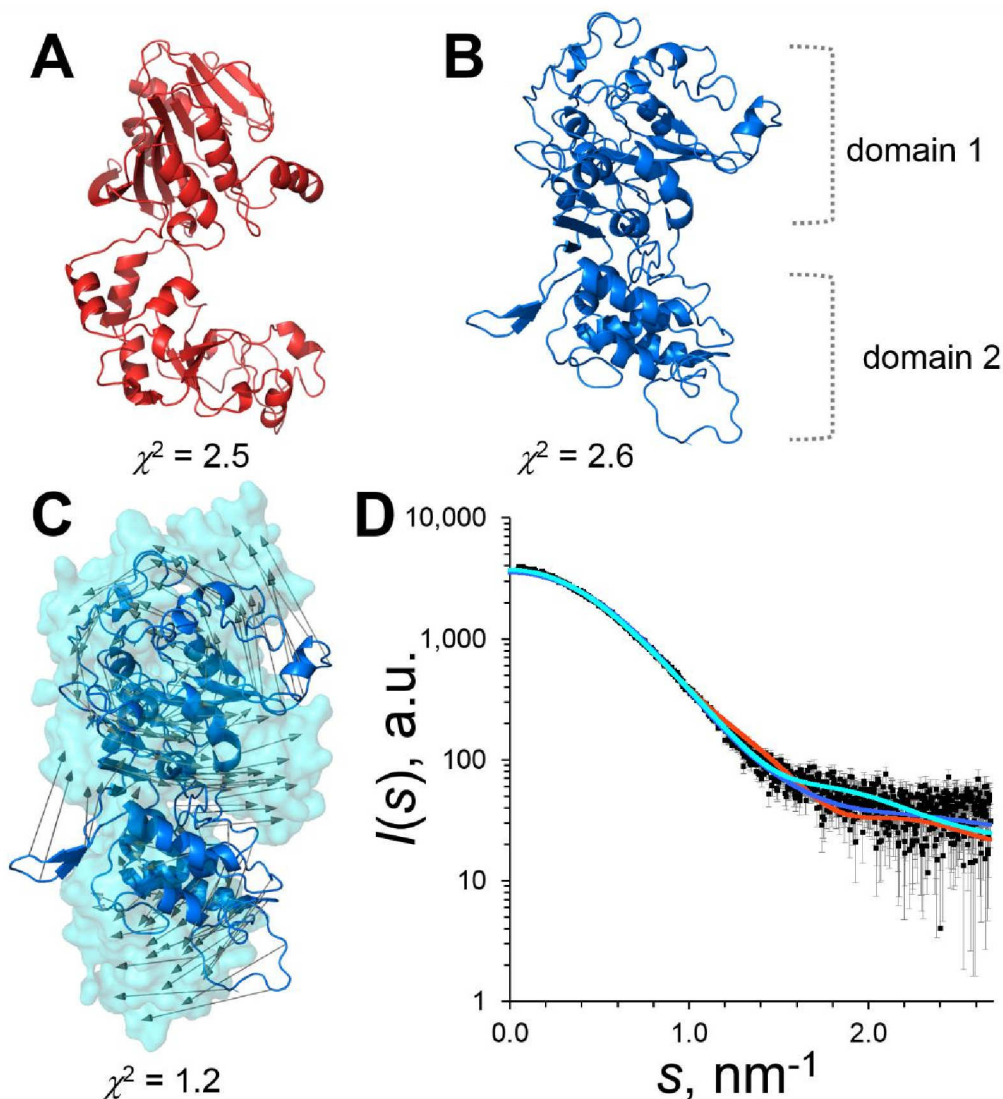 A
B
domain 1
domain 2
χ² = 2.5
χ² = 2.6
C
D
10,000
1,000
100
10
1
I(s), a.u.
0.0
1.0
2.0
s, nm⁻¹
χ² = 1.2